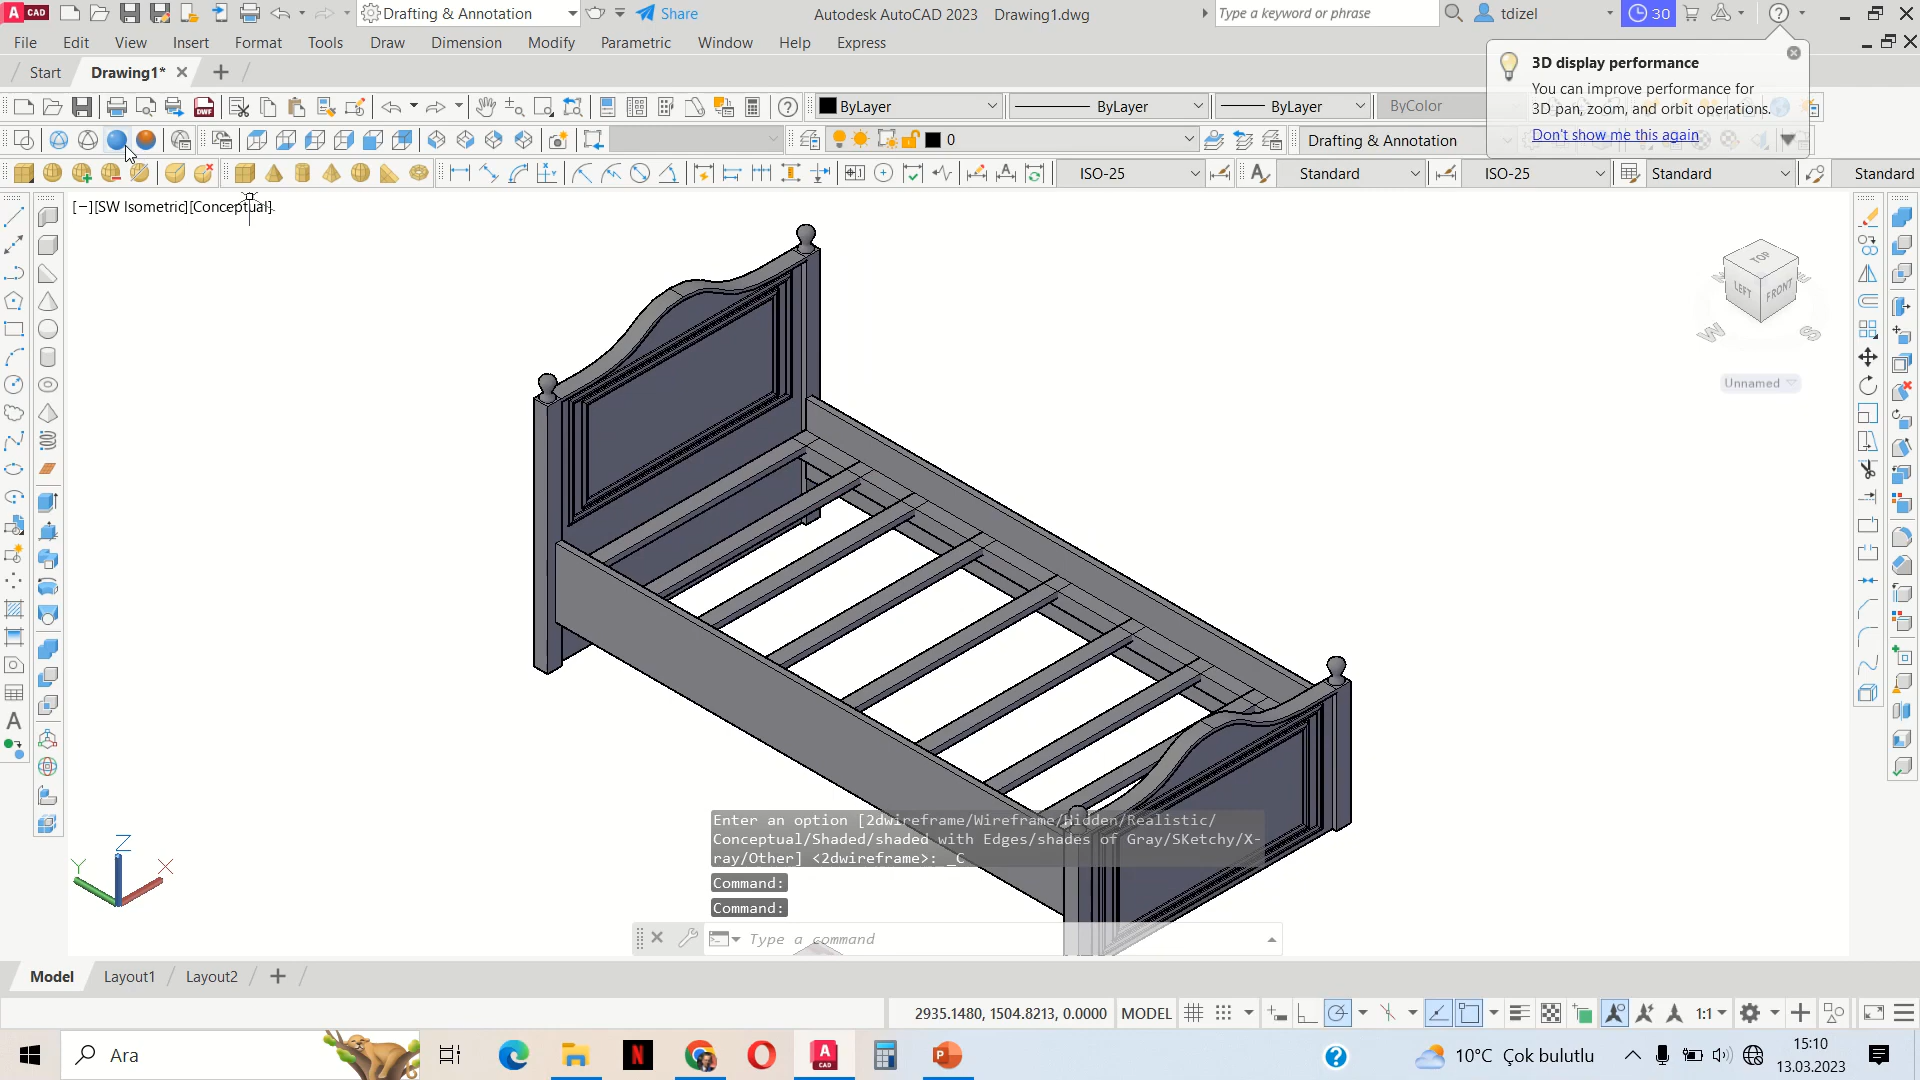 CAD
Drafting & Annotation
Share
Autodesk AutoCAD 2023 Drawing1.dwg
Type a keyword or phrase
tdizel
30
File Edit View Insert Format Tools Draw Dimension Modify Parametric Window Help Express
Start
Drawing1*
3D display performance
You can improve performance for
3D pan, zoom, and orbit operations.
Don't show me this again
DWF
ByLayer
ByLayer
ByLayer
ByColor
0
Drafting & Annotation
ISO-25
Standard
ISO-25
Standard
Standard
[−][SW Isometric][Conceptual]
TOP
LEFT
FRONT
W
S
Unnamed
Z
Y
X
Enter an option [2dwireframe/Wireframe/Hidden/Realistic/
Conceptual/Shaded/shaded with Edges/shades of Gray/SKetchy/X-
ray/Other] <2dwireframe>: _C
Command:
Command:
Type a command
Model
Layout1
Layout2
2935.1480, 1504.8213, 0.0000
MODEL
1:1
Ara
N
A
CAD
P
10°C Çok bulutlu
15:10
13.03.2023